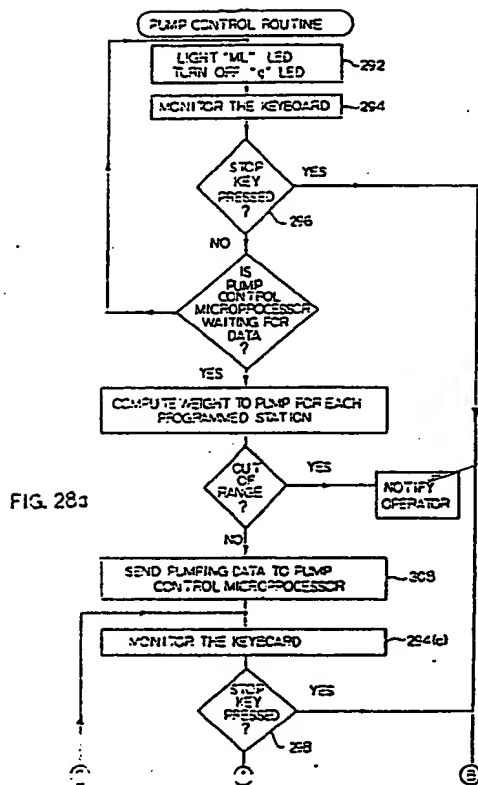 PUMP CONTROL ROUTINE
LIGHT "ML" LED
TURN OFF "g" LED
292
MONITOR THE KEYBOARD
294
STOP
KEY
PRESSED
?
YES
296
NO
IS
PUMP
CONTROL
MICROPROCESSOR
WAITING FOR
DATA
?
YES
COMPUTE WEIGHT TO PUMP FOR EACH
PROGRAMMED STATION
OUT
OF
RANGE
?
YES
NOTIFY
OPERATOR
FIG. 28a
NO
SEND PUMPING DATA TO PUMP
CONTROL MICROPROCESSOR
308
MONITOR THE KEYBOARD
294(c)
STOP
KEY
PRESSED
?
YES
298
B